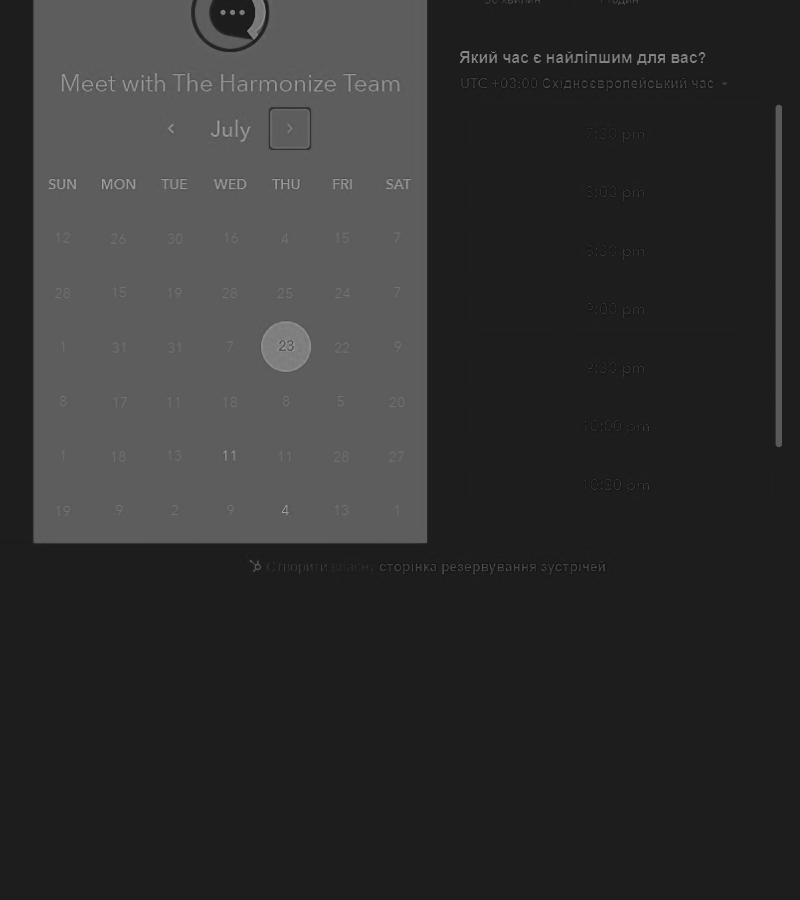 Meet with The Harmonize Team
July
SUN MON TUE WED THU FRI SAT
12 26 30 16 4 15 7
28 15 19 28 25 24 7
1 31 31 7 23 22 9
8 17 11 18 8 5 20
1 18 13 11 11 28 27
19 9 2 9 4 13 1
Який час є найліпшим для вас?
UTC +03:00 Східноєвропейський час
7:30 pm
8:00 pm
8:30 pm
9:00 pm
9:30 pm
10:00 pm
10:30 pm
Створити власну сторінка резервування зустрічей